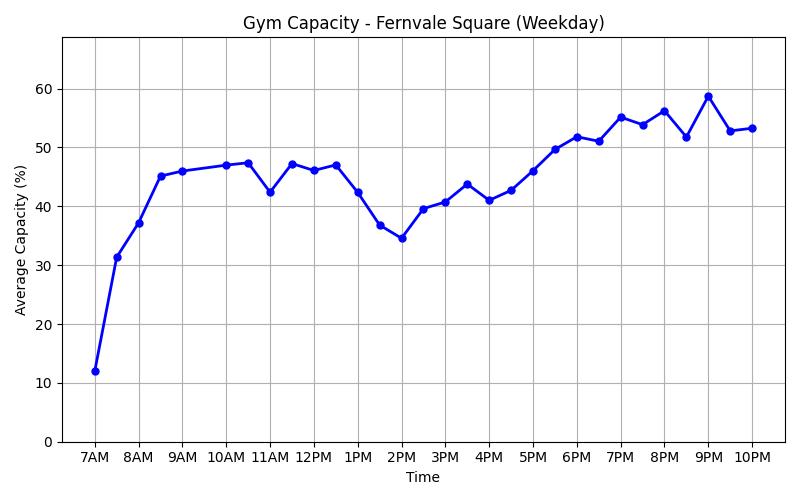 Gym Capacity - Fernvale Square (Weekday)
Average Capacity (%)
60
50
40
30
20
10
0
7AM 8AM 9AM 10AM 11AM 12PM 1PM 2PM 3PM 4PM 5PM 6PM 7PM 8PM 9PM 10PM
Time